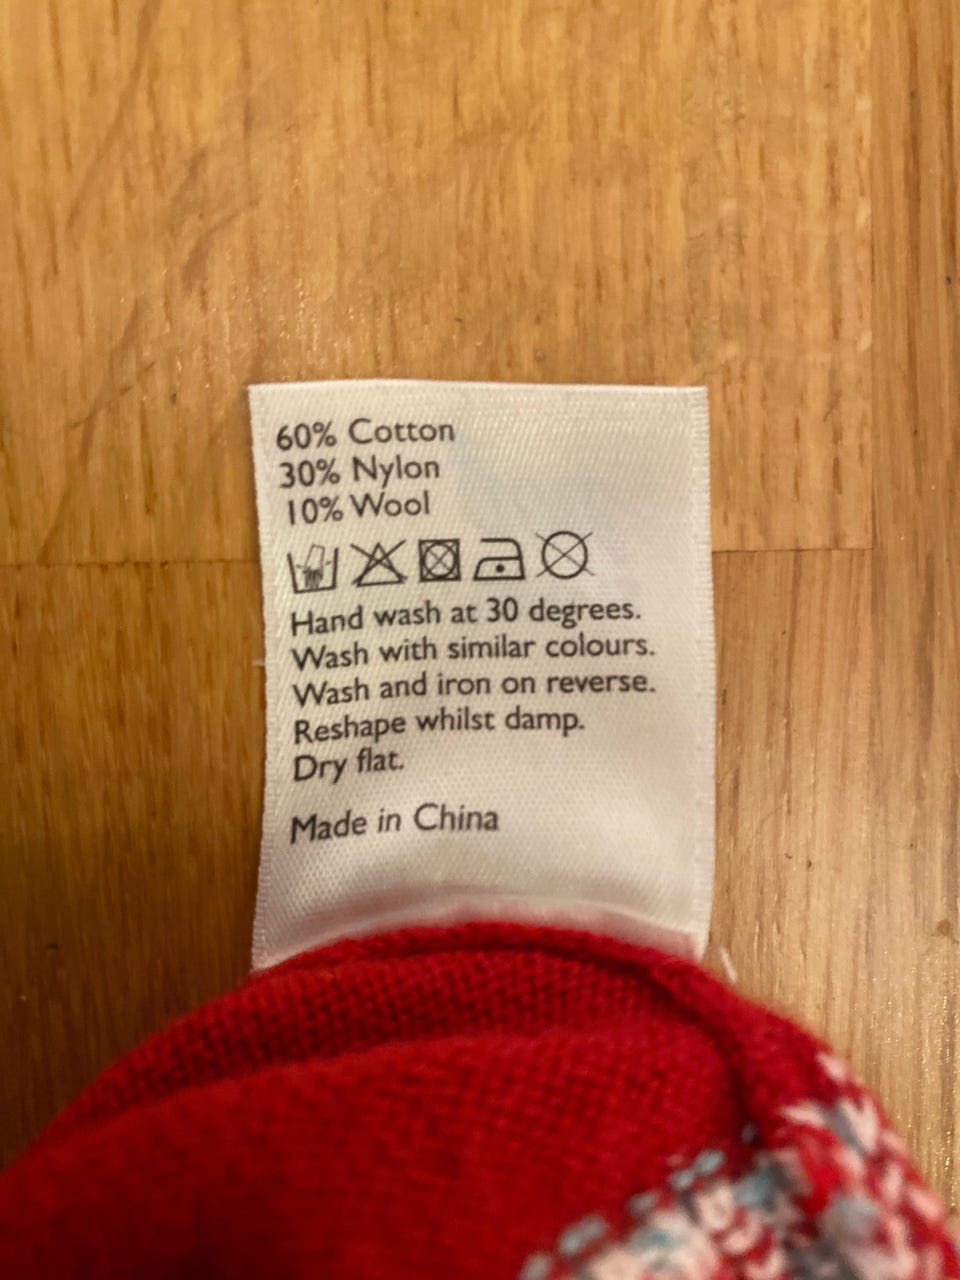 60% Cotton
30% Nylon
10% Wool
Hand wash at 30 degrees.
Wash with similar colours.
Wash and iron on reverse.
Reshape whilst damp.
Dry flat.
Made in China